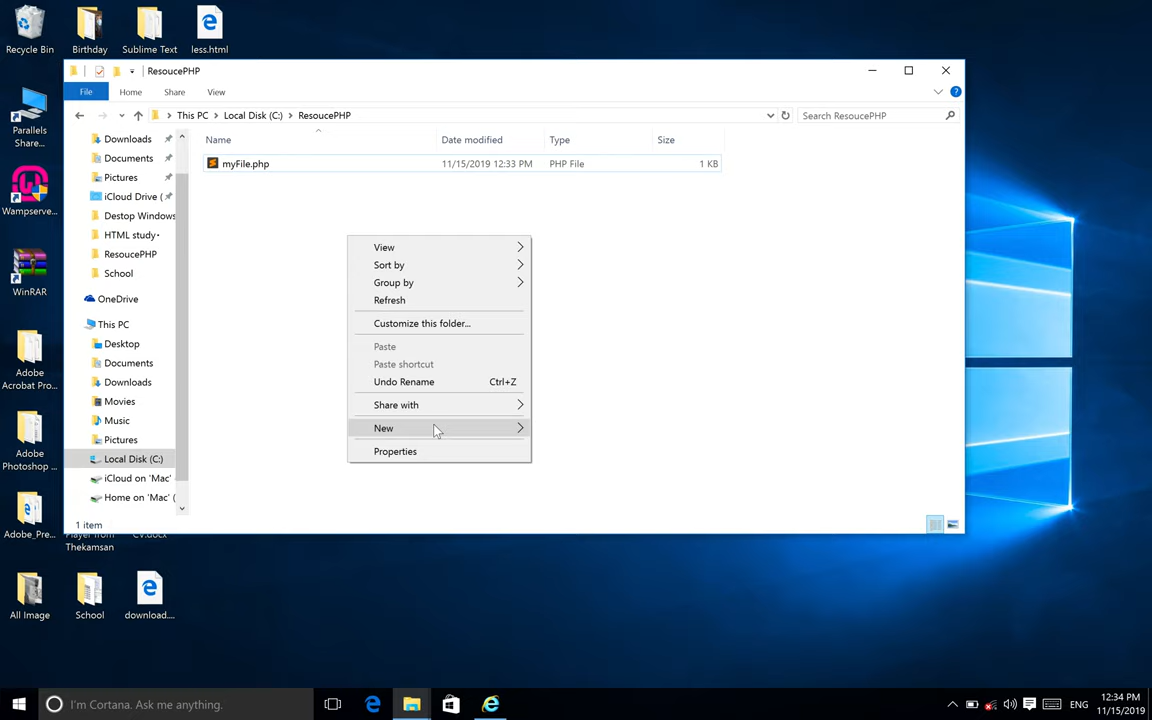 Recycle Bin
Birthday
Sublime Text
less.html
Parallels
Share...
Wampserve...
WinRAR
Adobe
Acrobat Pro...
Adobe
Photoshop ...
Adobe_Pre...
Player from
Thekamsan
CV.docx
All Image
School
download....
ResoucePHP
File
Home
Share
View
This PC
Local Disk (C:)
ResoucePHP
Search ResoucePHP
Name
Date modified
Type
Size
myFile.php
11/15/2019 12:33 PM
PHP File
1 KB
Downloads
Documents
Pictures
iCloud Drive (
Destop Windows
HTML study
ResoucePHP
School
OneDrive
This PC
Desktop
Documents
Downloads
Movies
Music
Pictures
Local Disk (C:)
iCloud on 'Mac'
Home on 'Mac' (
1 item
View
Sort by
Group by
Refresh
Customize this folder...
Paste
Paste shortcut
Undo Rename Ctrl+Z
Share with
New
Properties
I'm Cortana. Ask me anything.
ENG
12:34 PM
11/15/2019